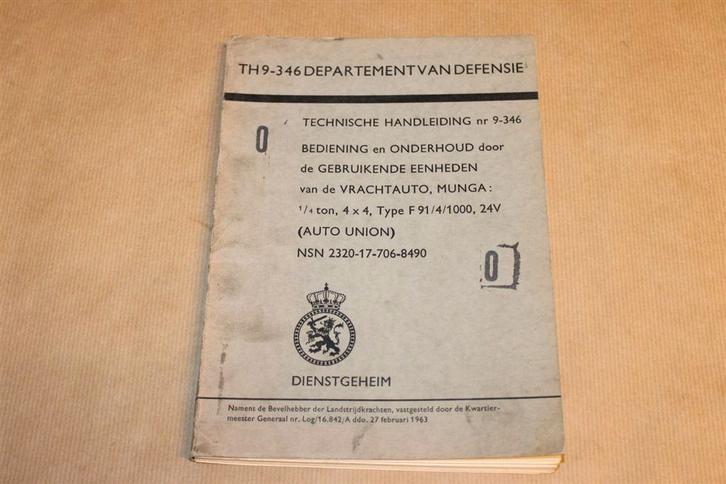 TH 9-346 DEPARTEMENT VAN DEFENSIE
TECHNISCHE HANDLEIDING nr 9-346
O
BEDIENING en ONDERHOUD door
de GEBRUIKENDE EENHEDEN
van de VRACHTAUTO, MUNGA:
1/4 ton, 4 x 4, Type F 91/4/1000, 24V
(AUTO UNION)
NSN 2320-17-706-8490
O
DIENSTGEHEIM
Namens de Bevelhebber der Landstrijdkrachten, vastgesteld door de Kwartier-
meester Generaal nr. Log/16.842/A ddo. 27 februari 1963